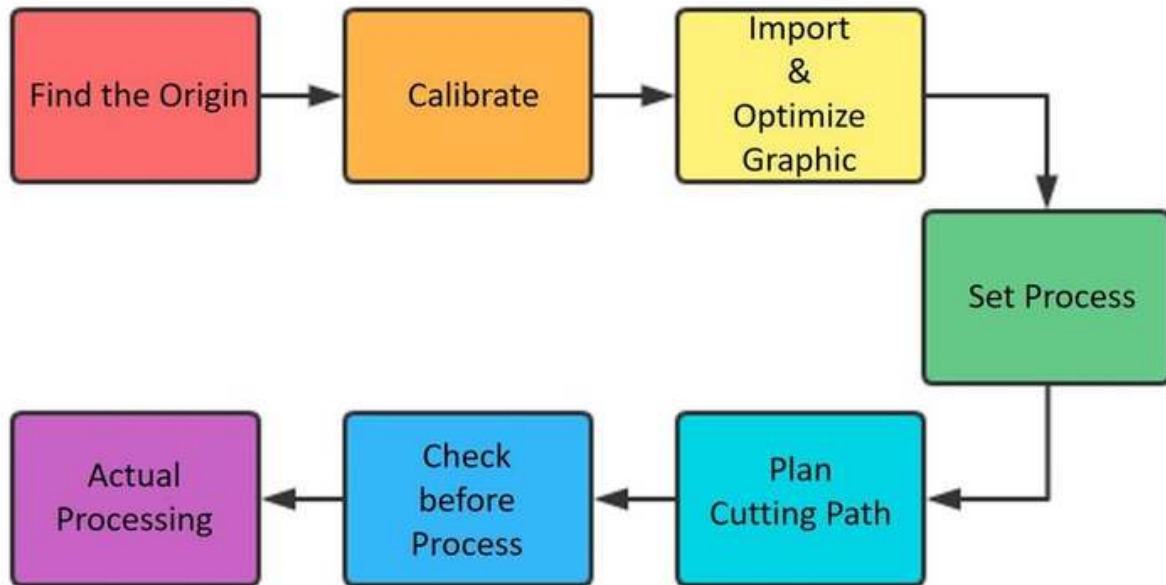 Find the Origin
Calibrate
Import
&
Optimize
Graphic
Set Process
Plan
Cutting Path
Check
before
Process
Actual
Processing